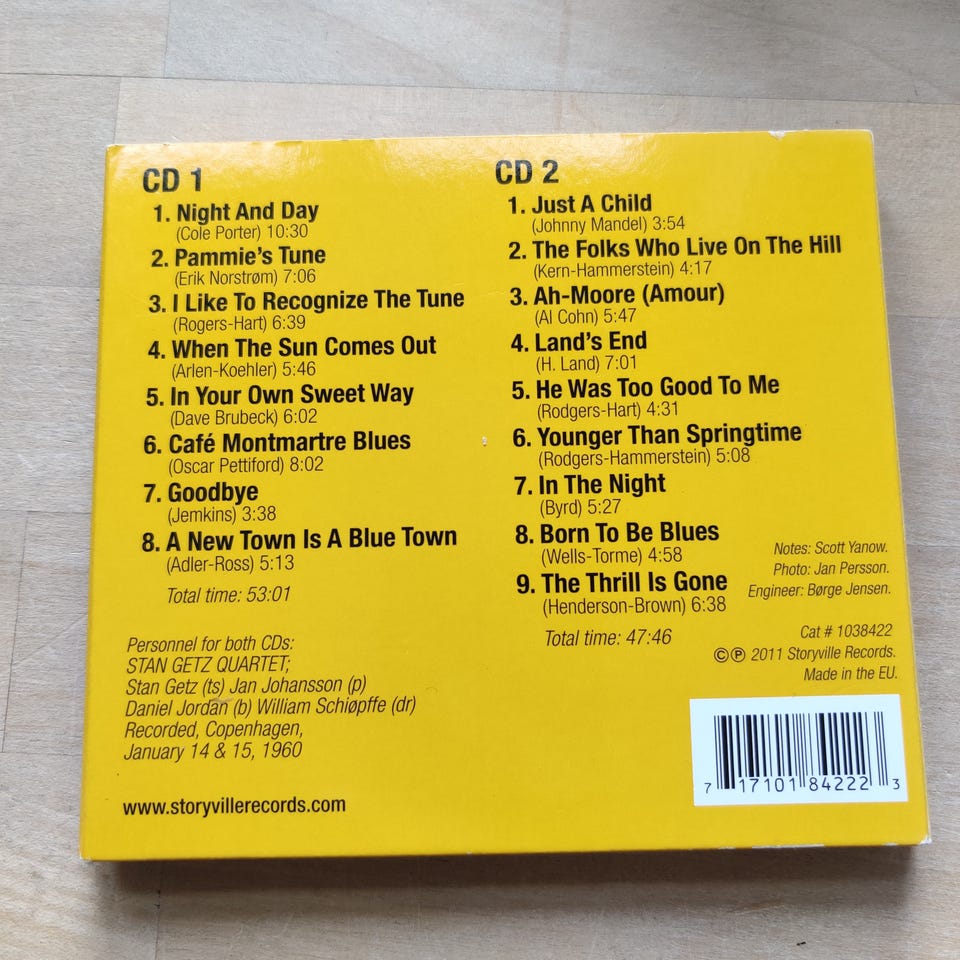 CD 1
1. Night And Day
(Cole Porter) 10:30
2. Pammie's Tune
(Erik Norstrøm) 7:06
3. I Like To Recognize The Tune
(Rogers-Hart) 6:39
4. When The Sun Comes Out
(Arlen-Koehler) 5:46
5. In Your Own Sweet Way
(Dave Brubeck) 6:02
6. Café Montmartre Blues
(Oscar Pettiford) 8:02
7. Goodbye
(Jemkins) 3:38
8. A New Town Is A Blue Town
(Adler-Ross) 5:13
Total time: 53:01
Personnel for both CDs:
STAN GETZ QUARTET;
Stan Getz (ts) Jan Johansson (p)
Daniel Jordan (b) William Schiøpffe (dr)
Recorded, Copenhagen,
January 14 & 15, 1960
www.storyvillerecords.com
CD 2
1. Just A Child
(Johnny Mandel) 3:54
2. The Folks Who Live On The Hill
(Kern-Hammerstein) 4:17
3. Ah-Moore (Amour)
(Al Cohn) 5:47
4. Land's End
(H. Land) 7:01
5. He Was Too Good To Me
(Rodgers-Hart) 4:31
6. Younger Than Springtime
(Rodgers-Hammerstein) 5:08
7. In The Night
(Byrd) 5:27
8. Born To Be Blues
(Wells-Torme) 4:58
9. The Thrill Is Gone
(Henderson-Brown) 6:38
Total time: 47:46
Notes: Scott Yanow.
Photo: Jan Persson.
Engineer: Børge Jensen.
Cat # 1038422
©℗ 2011 Storyville Records.
Made in the EU.
7 17101 84222 3